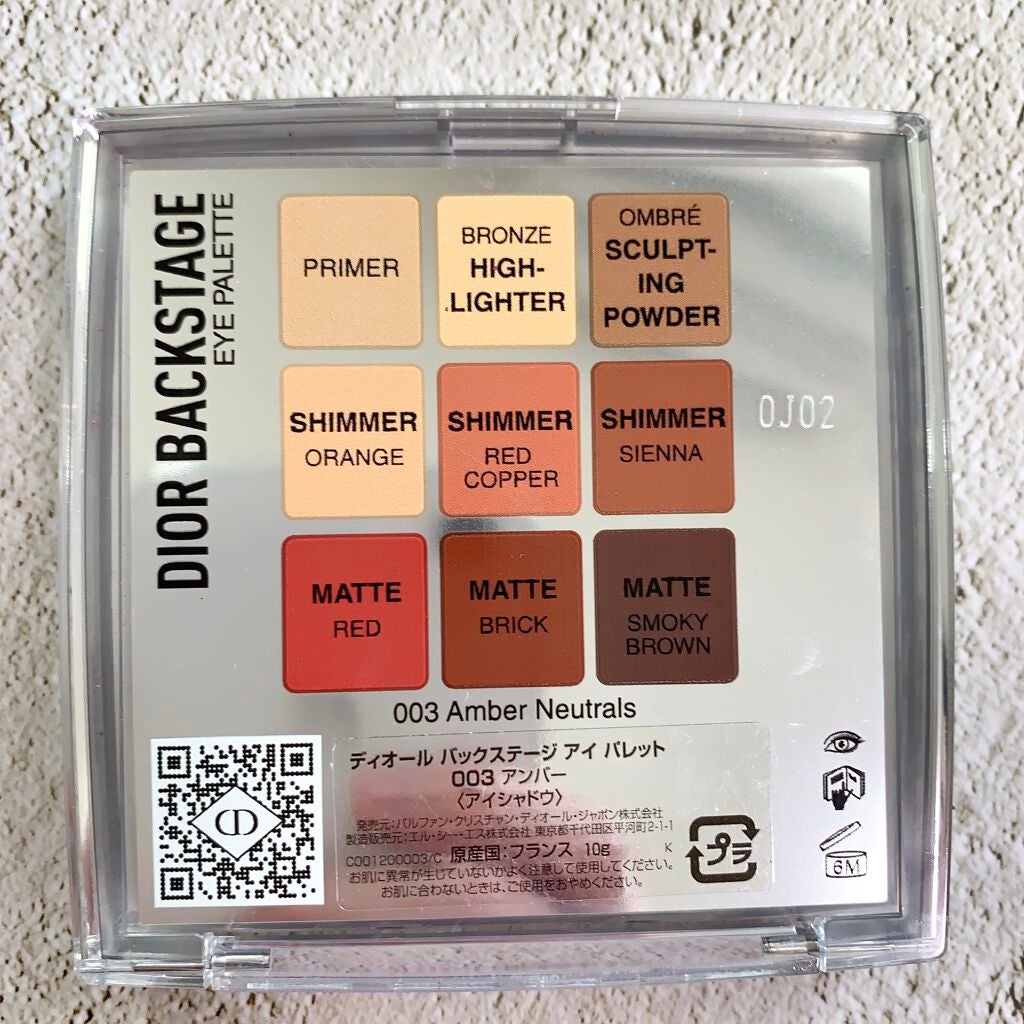 DIOR BACKSTAGE
EYE PALETTE
PRIMER
BRONZE
HIGH-
LIGHTER
OMBRÉ
SCULPT-
ING
POWDER
SHIMMER
ORANGE
SHIMMER
RED
COPPER
SHIMMER
SIENNA
0J02
MATTE
RED
MATTE
BRICK
MATTE
SMOKY
BROWN
003 Amber Neutrals
ディオール バックステージ アイ パレット
003 アンバー
〈アイシャドウ〉
発売元:パルファン・クリスチャン・ディオール・ジャポン株式会社
製造販売元:エル・シー・エス株式会社 東京都千代田区平河町2-1-1
C001200003/C 原産国:フランス 10g K
お肌に異常が生じていないかよく注意して使用してください。
お肌に合わないときは、ご使用をおやめください。
プラ
6M
CD